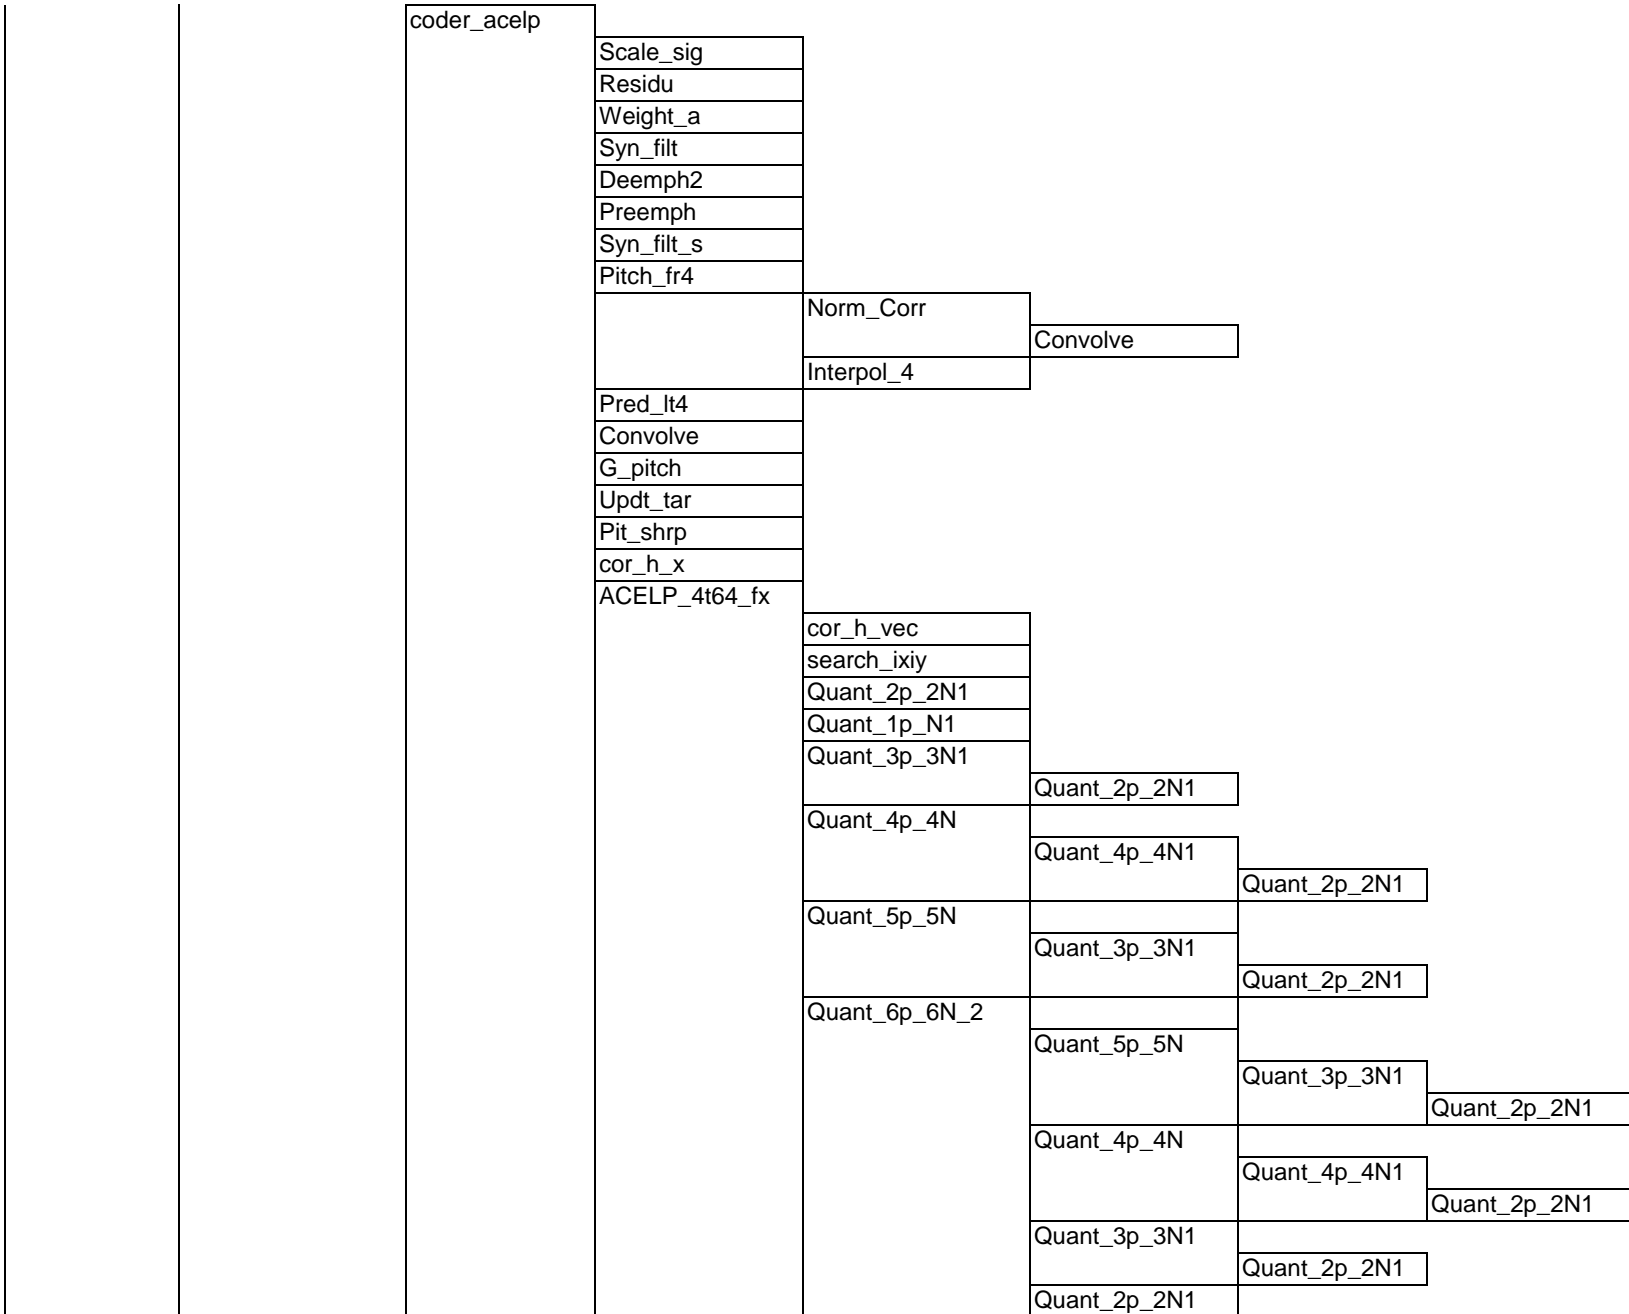 coder_acelp
Scale_sig
Residu
Weight_a
Syn_filt
Deemph2
Preemph
Syn_filt_s
Pitch_fr4
Norm_Corr
Convolve
Interpol_4
Pred_lt4
Convolve
G_pitch
Updt_tar
Pit_shrp
cor_h_x
ACELP_4t64_fx
cor_h_vec
search_ixiy
Quant_2p_2N1
Quant_1p_N1
Quant_3p_3N1
Quant_2p_2N1
Quant_4p_4N
Quant_4p_4N1
Quant_2p_2N1
Quant_5p_5N
Quant_3p_3N1
Quant_2p_2N1
Quant_6p_6N_2
Quant_5p_5N
Quant_3p_3N1
Quant_2p_2N1
Quant_4p_4N
Quant_4p_4N1
Quant_2p_2N1
Quant_3p_3N1
Quant_2p_2N1
Quant_2p_2N1